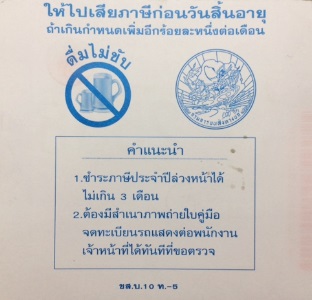 ให้ไปเสียภาษีก่อนวันสิ้นอายุ
ถ้าเกินกำหนดเพิ่มอีกร้อยละหนึ่งต่อเดือน
ดื่มไม่ขับ
คำแนะนำ
1.ชำระภาษีประจำปีล่วงหน้าได้
ไม่เกิน 3 เดือน
2.ต้องมีสำเนาภาพถ่ายใบคู่มือ
จดทะเบียนรถแสดงต่อพนักงาน
เจ้าหน้าที่ได้ทันทีที่ขอตรวจ
ขส.บ.10 ท.-5